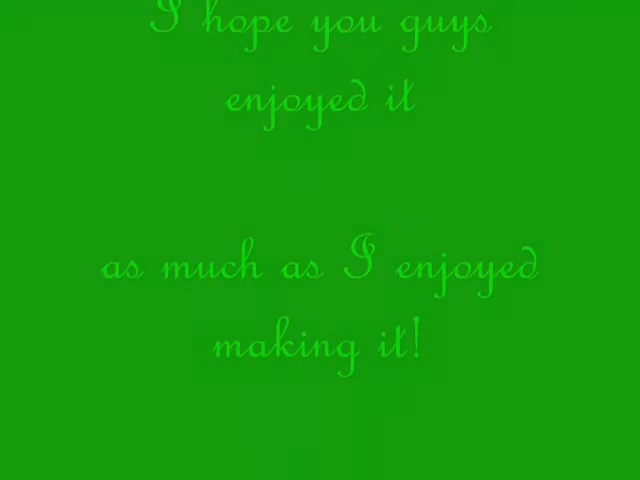 I hope you guys
enjoyed it
as much as I enjoyed
making it!